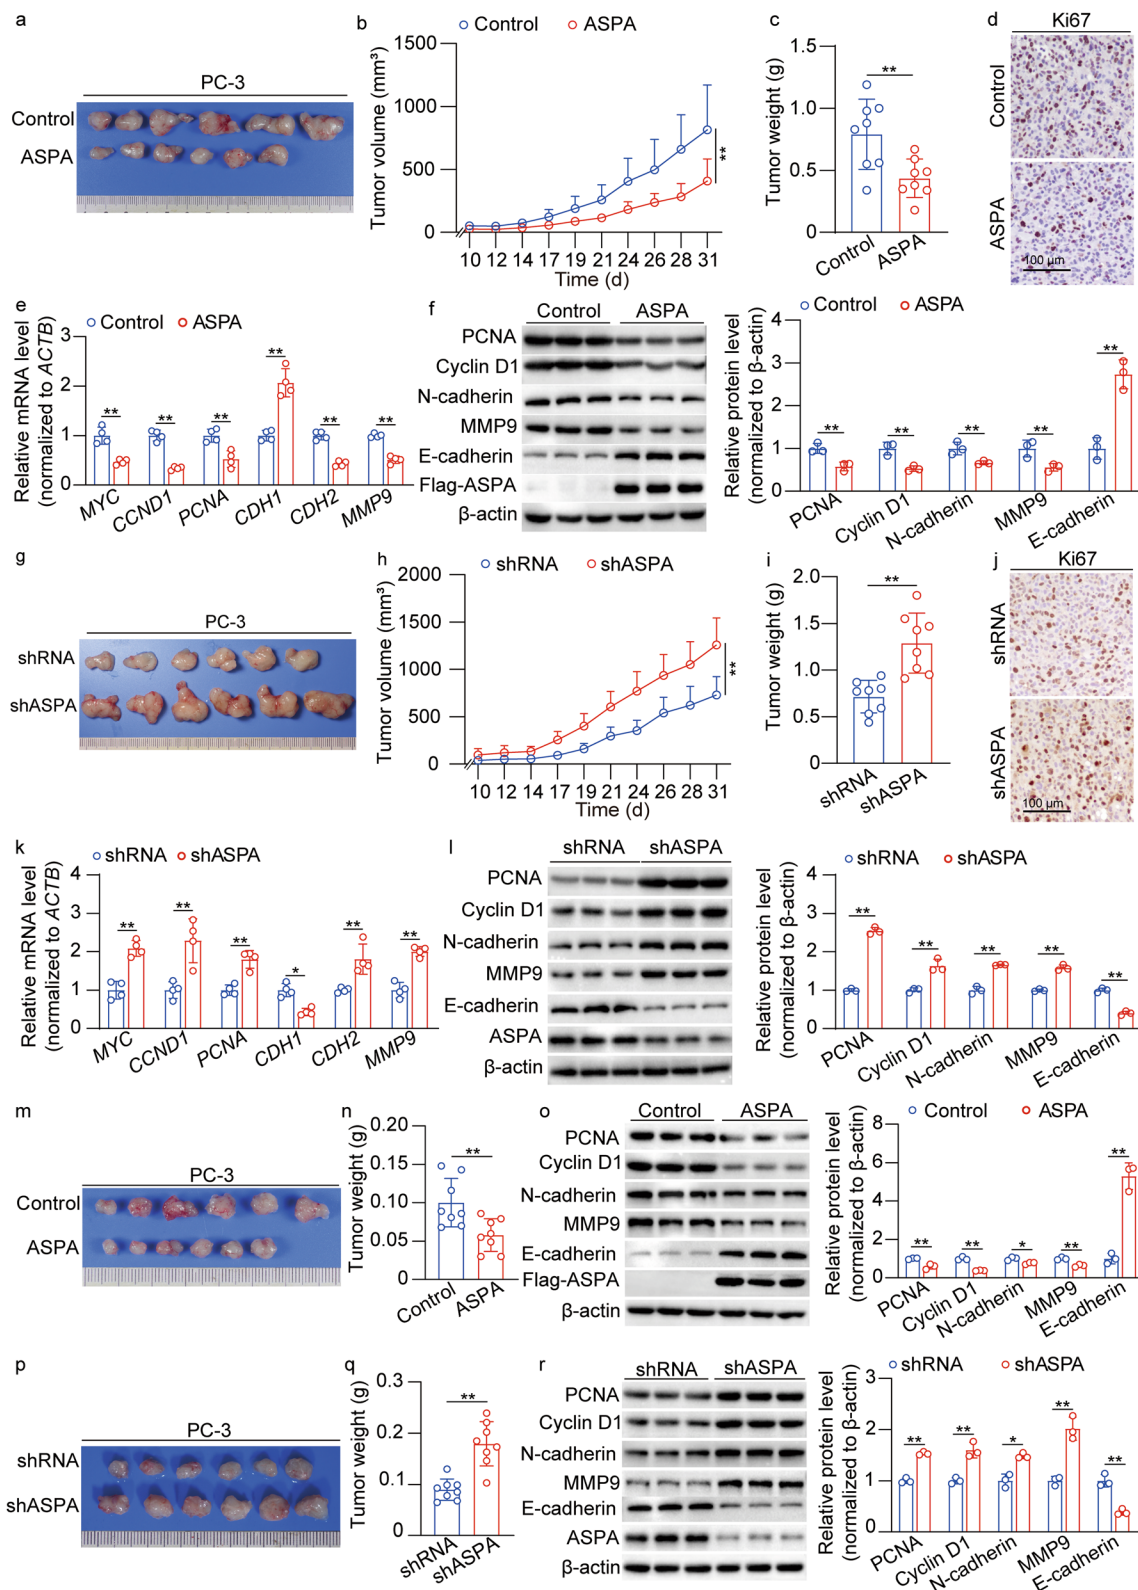 a
PC-3
Control
ASPA
b
Control ASPA
Tumor volume (mm³)
1500
1000
500
0
10 12 14 17 19 21 24 26 28 31
Time (d)
**
c
Tumor weight (g)
1.5
1.0
0.5
0
**
Control
ASPA
d
Ki67
Control
ASPA
100 μm
e
Control ASPA
Relative mRNA level
(normalized to ACTB)
3
2
1
0
** ** ** ** ** **
MYC
CCND1
PCNA
CDH1
CDH2
MMP9
f
Control ASPA
PCNA
Cyclin D1
N-cadherin
MMP9
E-cadherin
Flag-ASPA
β-actin
Control ASPA
Relative protein level
(normalized to β-actin)
4
3
2
1
0
** ** ** ** **
PCNA
Cyclin D1
N-cadherin
MMP9
E-cadherin
g
PC-3
shRNA
shASPA
h
shRNA shASPA
Tumor volume (mm³)
2000
1500
1000
500
0
10 12 14 17 19 21 24 26 28 31
Time (d)
**
i
Tumor weight (g)
2.0
1.5
1.0
0.5
0
**
shRNA
shASPA
j
Ki67
shRNA
shASPA
100 μm
k
shRNA shASPA
Relative mRNA level
(normalized to ACTB)
4
3
2
1
0
** ** ** * ** **
MYC
CCND1
PCNA
CDH1
CDH2
MMP9
l
shRNA shASPA
PCNA
Cyclin D1
N-cadherin
MMP9
E-cadherin
ASPA
β-actin
shRNA shASPA
Relative protein level
(normalized to β-actin)
4
3
2
1
0
** ** ** ** **
PCNA
Cyclin D1
N-cadherin
MMP9
E-cadherin
m
PC-3
Control
ASPA
n
Tumor weight (g)
0.20
0.15
0.10
0.05
0
**
Control
ASPA
o
Control ASPA
PCNA
Cyclin D1
N-cadherin
MMP9
E-cadherin
Flag-ASPA
β-actin
Control ASPA
Relative protein level
(normalized to β-actin)
8
6
4
2
0
** ** * ** **
PCNA
Cyclin D1
N-cadherin
MMP9
E-cadherin
p
PC-3
shRNA
shASPA
q
Tumor weight (g)
0.3
0.2
0.1
0
**
shRNA
shASPA
r
shRNA shASPA
PCNA
Cyclin D1
N-cadherin
MMP9
E-cadherin
ASPA
β-actin
shRNA shASPA
Relative protein level
(normalized to β-actin)
3
2
1
0
** ** * ** **
PCNA
Cyclin D1
N-cadherin
MMP9
E-cadherin